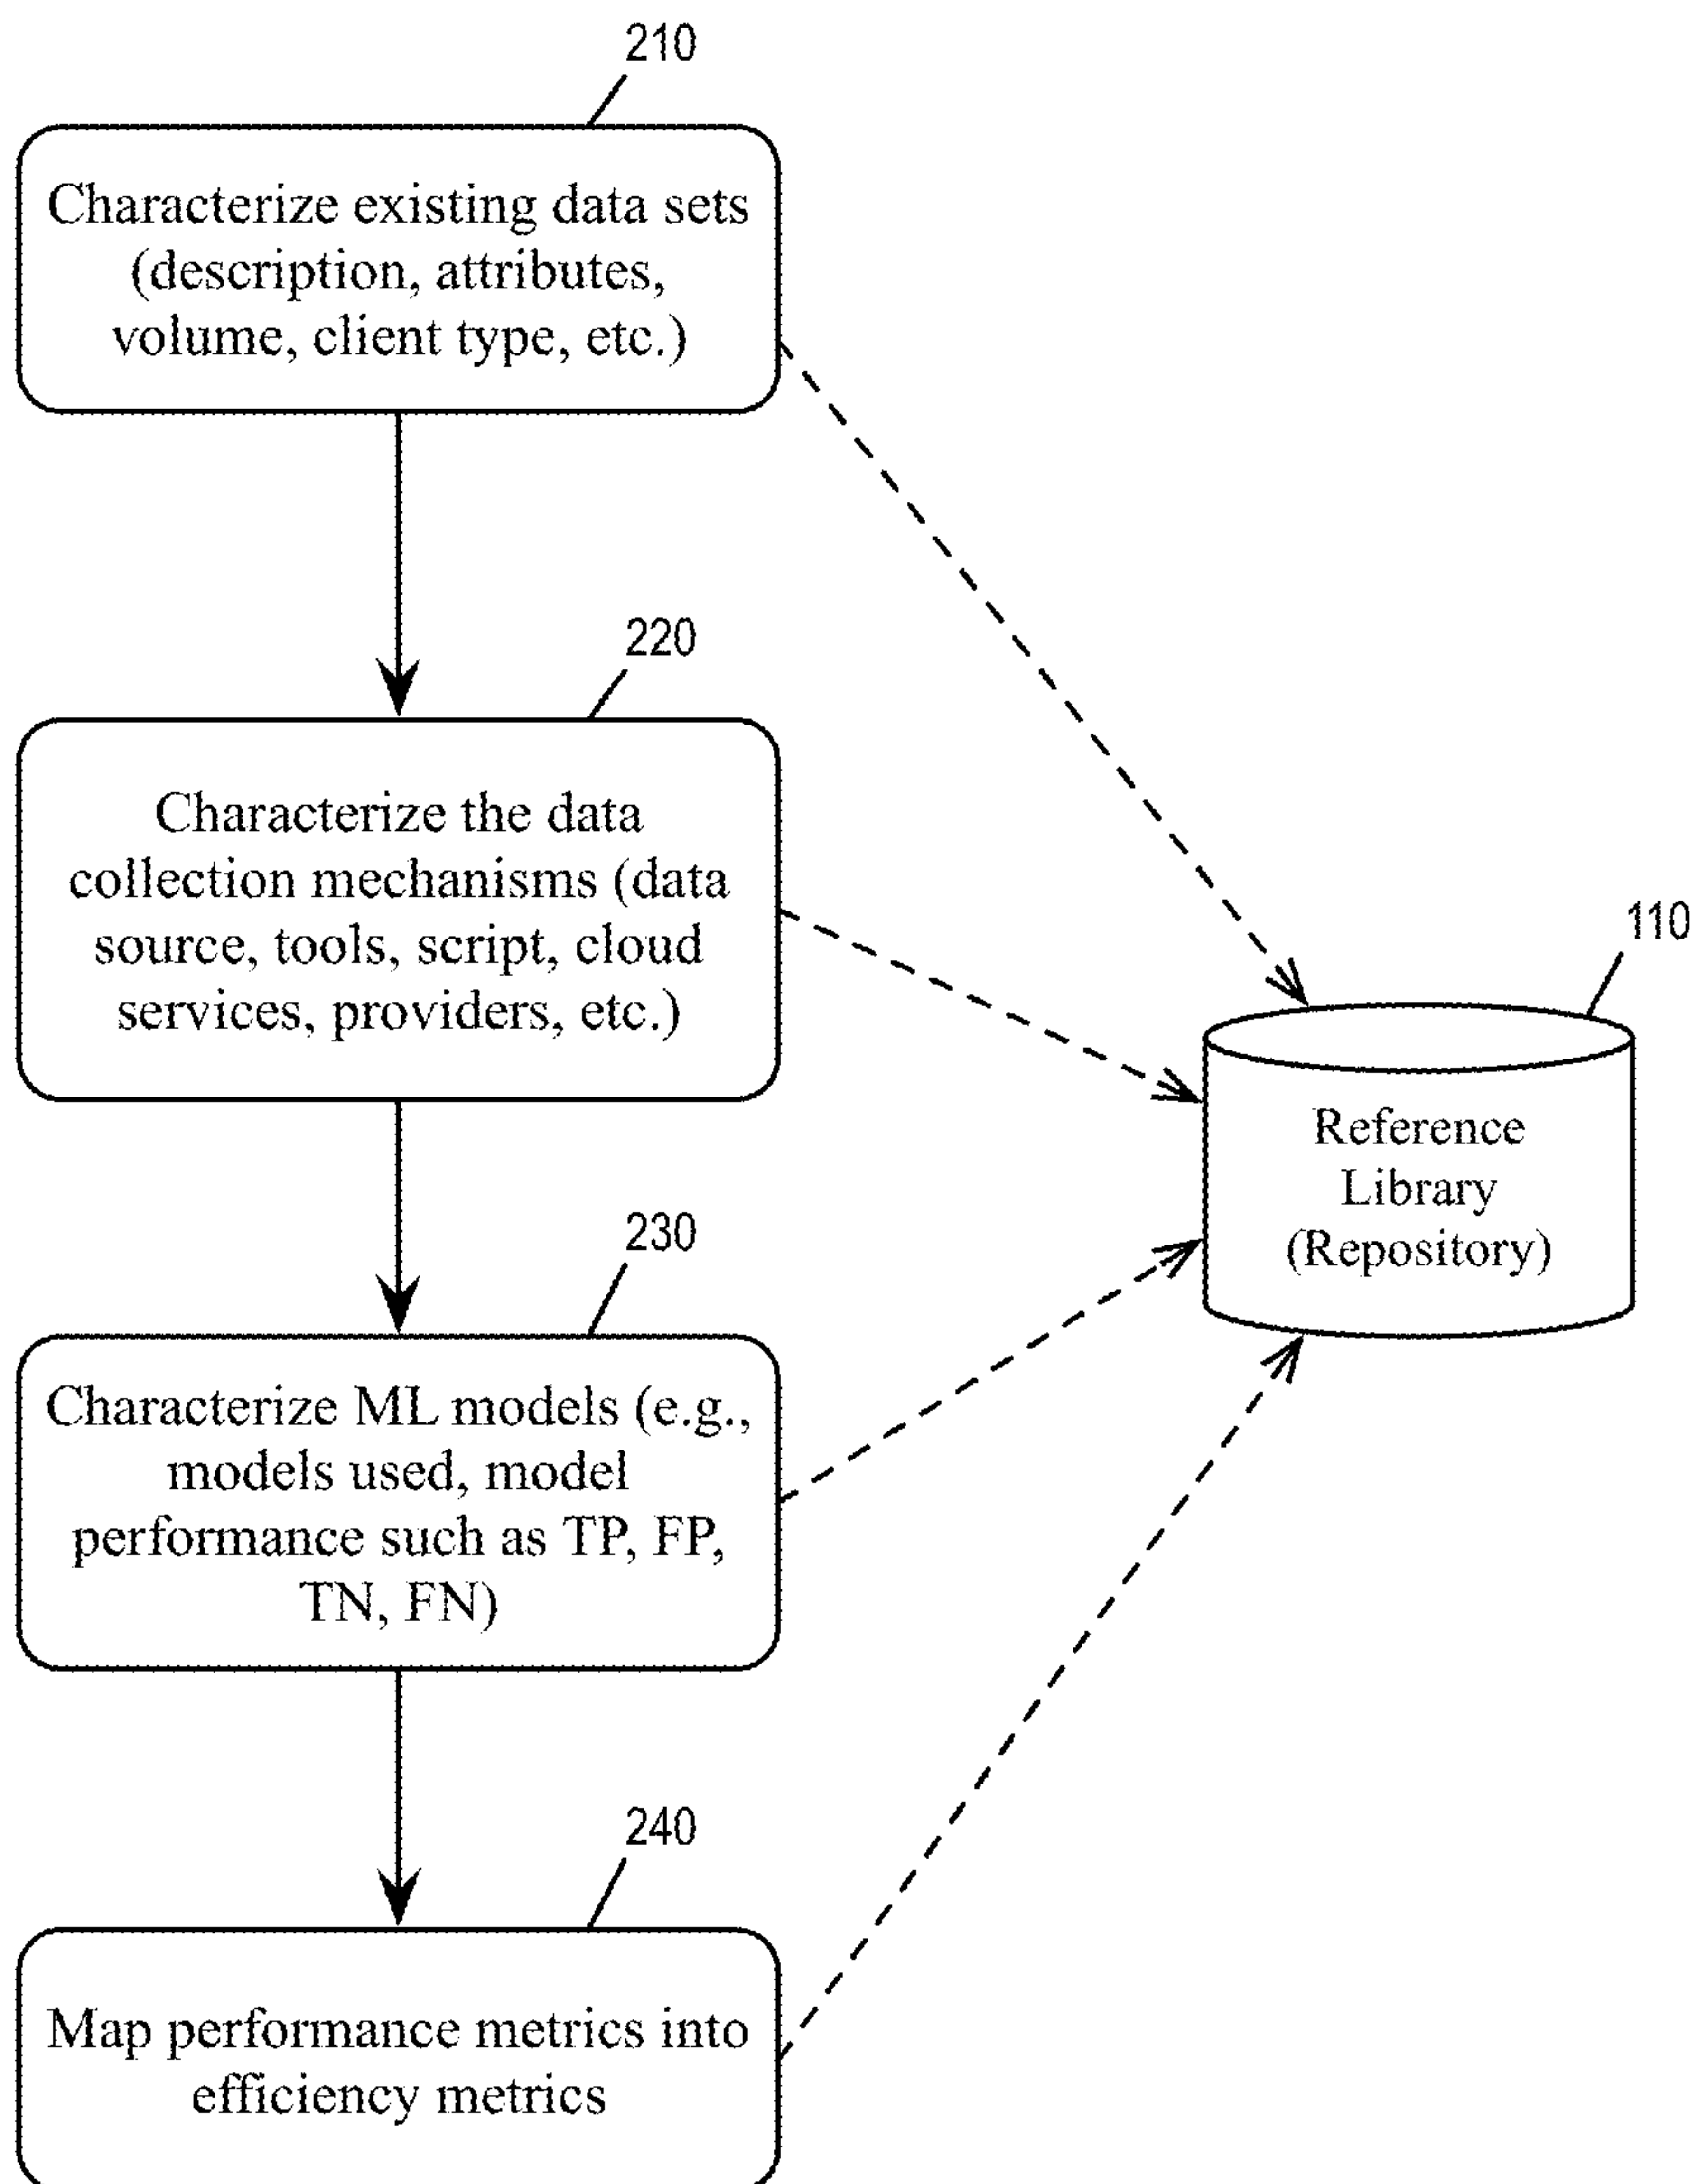 210
Characterize existing data sets
(description, attributes,
volume, client type, etc.)
220
Characterize the data
collection mechanisms (data
source, tools, script, cloud
services, providers, etc.)
110
Reference
Library
(Repository)
230
Characterize ML models (e.g.,
models used, model
performance such as TP, FP,
TN, FN)
240
Map performance metrics into
efficiency metrics